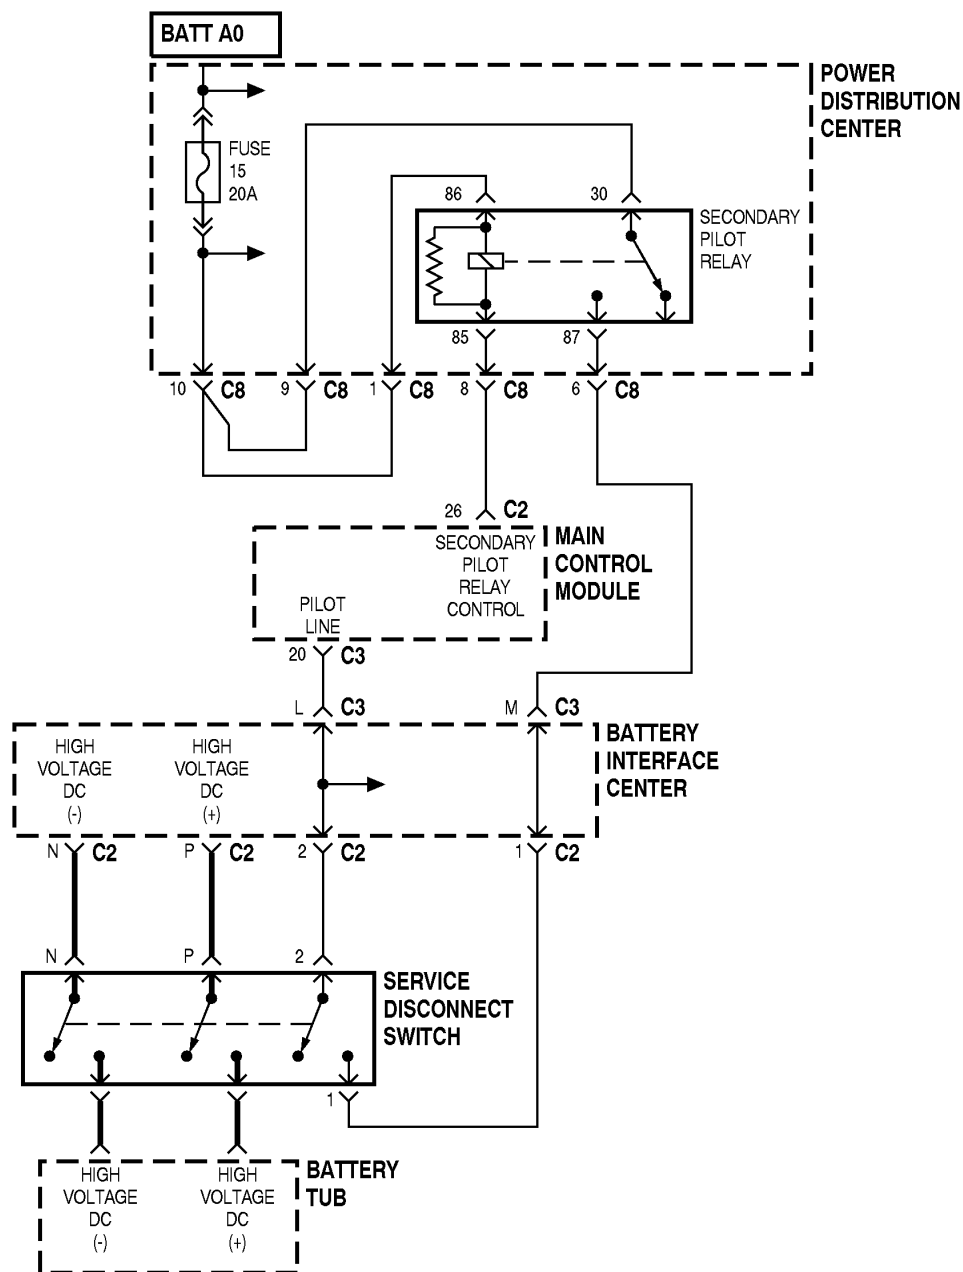 BATT A0
POWER
DISTRIBUTION
CENTER
FUSE
15
20A
86
30
SECONDARY
PILOT
RELAY
85
87
10 C8
9 C8
1 C8
8 C8
6 C8
26 C2
SECONDARY
PILOT
RELAY
CONTROL
MAIN
CONTROL
MODULE
PILOT
LINE
20 C3
L C3
M C3
BATTERY
INTERFACE
CENTER
HIGH
VOLTAGE
DC
(-)
HIGH
VOLTAGE
DC
(+)
N C2
P C2
2 C2
1 C2
N
P
2
SERVICE
DISCONNECT
SWITCH
1
BATTERY
TUB
HIGH
VOLTAGE
DC
(-)
HIGH
VOLTAGE
DC
(+)